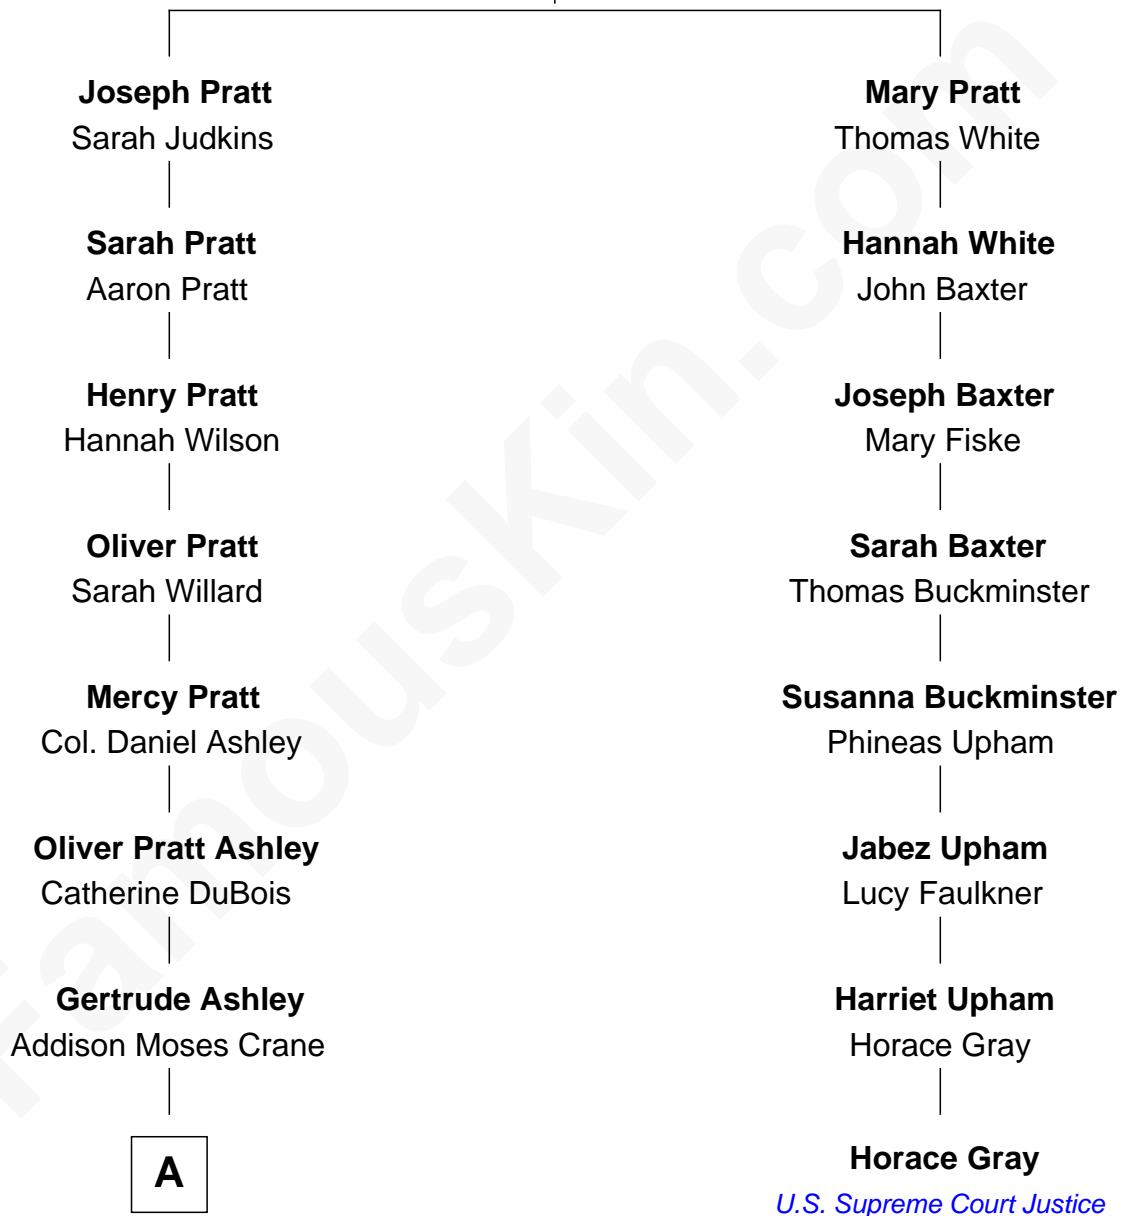 Joseph Pratt
Sarah Judkins
Mary Pratt
Thomas White
Sarah Pratt
Aaron Pratt
Hannah White
John Baxter
Henry Pratt
Hannah Wilson
Joseph Baxter
Mary Fiske
Oliver Pratt
Sarah Willard
Sarah Baxter
Thomas Buckminster
Mercy Pratt
Col. Daniel Ashley
Susanna Buckminster
Phineas Upham
Oliver Pratt Ashley
Catherine DuBois
Jabez Upham
Lucy Faulkner
Gertrude Ashley
Addison Moses Crane
Harriet Upham
Horace Gray
A
Horace Gray
U.S. Supreme Court Justice
FamousKin.com